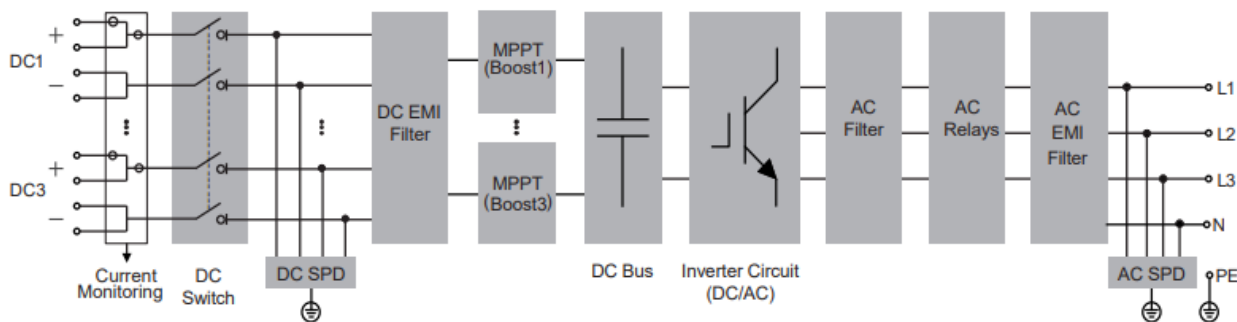 +
DC1
−
+
DC3
−
Current
Monitoring
DC
Switch
DC SPD
DC EMI
Filter
MPPT
(Boost1)
MPPT
(Boost3)
DC Bus
Inverter Circuit
(DC/AC)
AC
Filter
AC
Relays
AC
EMI
Filter
L1
L2
L3
N
AC SPD
PE